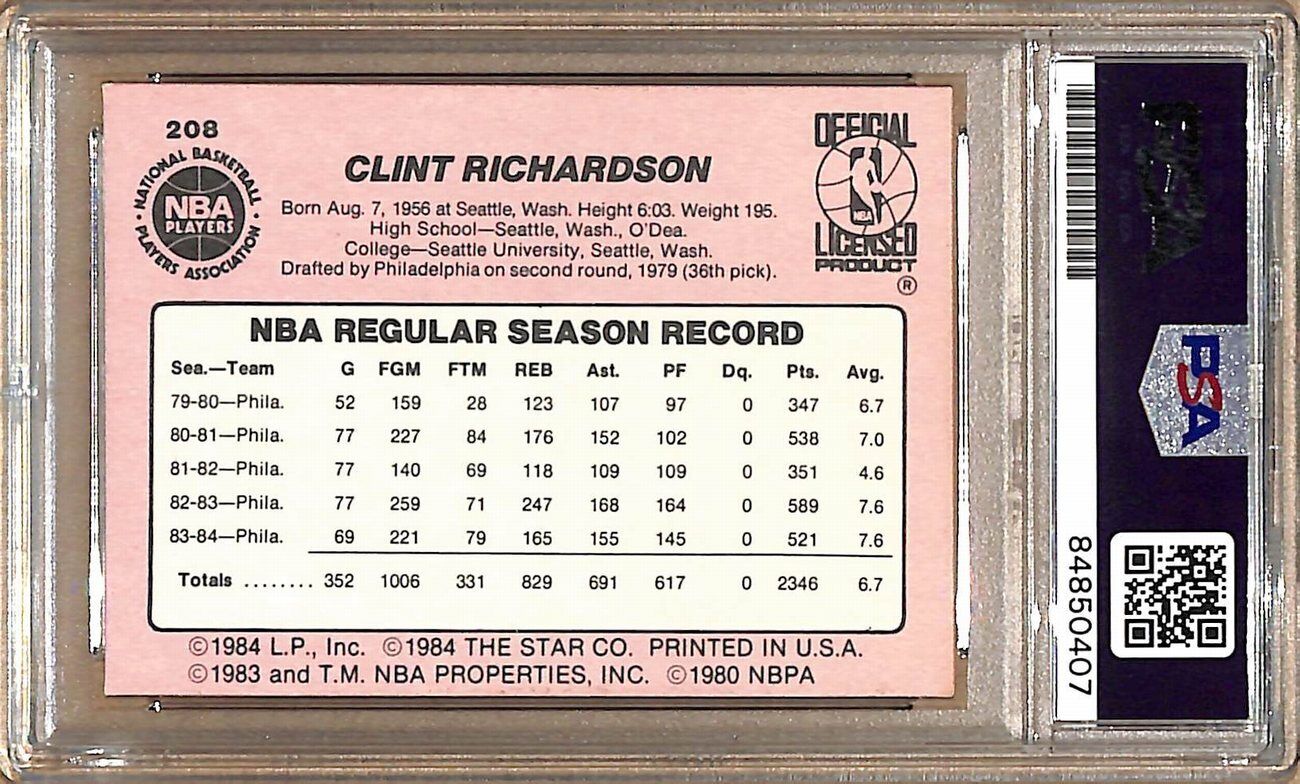 208
NATIONAL BASKETBALL
NBA
PLAYERS
PLAYERS ASSOCIATION
CLINT RICHARDSON
Born Aug. 7, 1956 at Seattle, Wash. Height 6:03. Weight 195.
High School—Seattle, Wash., O'Dea.
College—Seattle University, Seattle, Wash.
Drafted by Philadelphia on second round, 1979 (36th pick).
OFFICIAL
NBA
LICENSED
PRODUCT
®
NBA REGULAR SEASON RECORD
Sea.—Team G FGM FTM REB Ast. PF Dq. Pts. Avg.
79-80—Phila. 52 159 28 123 107 97 0 347 6.7
80-81—Phila. 77 227 84 176 152 102 0 538 7.0
81-82—Phila. 77 140 69 118 109 109 0 351 4.6
82-83—Phila. 77 259 71 247 168 164 0 589 7.6
83-84—Phila. 69 221 79 165 155 145 0 521 7.6
Totals ........ 352 1006 331 829 691 617 0 2346 6.7
©1984 L.P., Inc. ©1984 THE STAR CO. PRINTED IN U.S.A.
©1983 and T.M. NBA PROPERTIES, INC. ©1980 NBPA
PSA
84850407